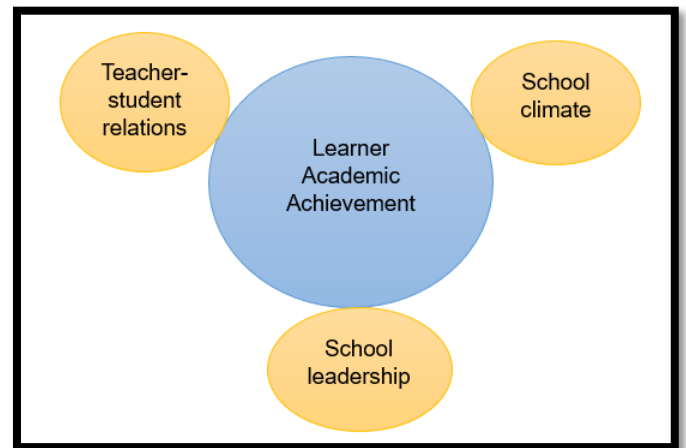 Teacher-
student
relations
School
climate
Learner
Academic
Achievement
School
leadership